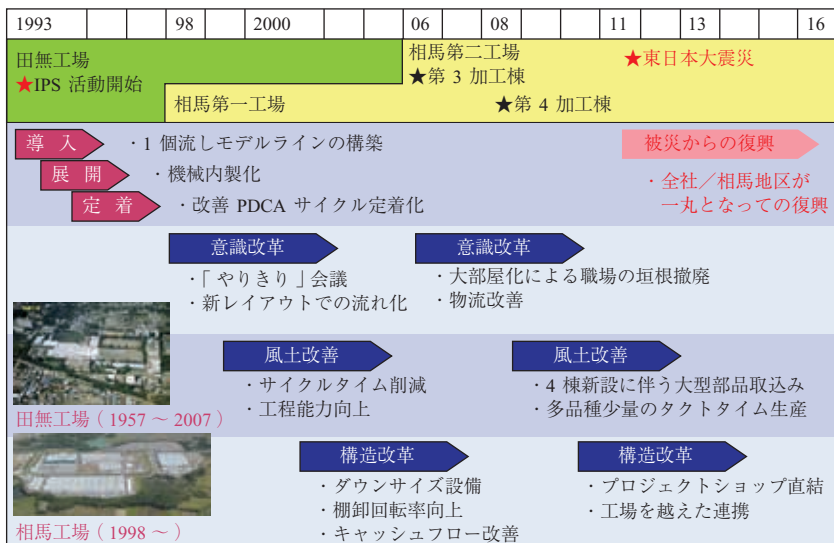 1993 98 2000 06 08 11 13 16
田無工場
★IPS 活動開始
相馬第一工場
相馬第二工場
★第 3 加工棟
★第 4 加工棟
★東日本大震災
導 入
・1 個流しモデルラインの構築
展 開
・機械内製化
定 着
・改善 PDCA サイクル定着化
被災からの復興
・全社／相馬地区が
一丸となっての復興
意識改革
・「 やりきり 」会議
・新レイアウトでの流れ化
意識改革
・大部屋化による職場の垣根撤廃
・物流改善
風土改善
・サイクルタイム削減
・工程能力向上
風土改善
・4 棟新設に伴う大型部品取込み
・多品種少量のタクトタイム生産
田無工場（ 1957 ～ 2007 ）
構造改革
・ダウンサイズ設備
・棚卸回転率向上
・キャッシュフロー改善
構造改革
・プロジェクトショップ直結
・工場を越えた連携
相馬工場（ 1998 ～ ）